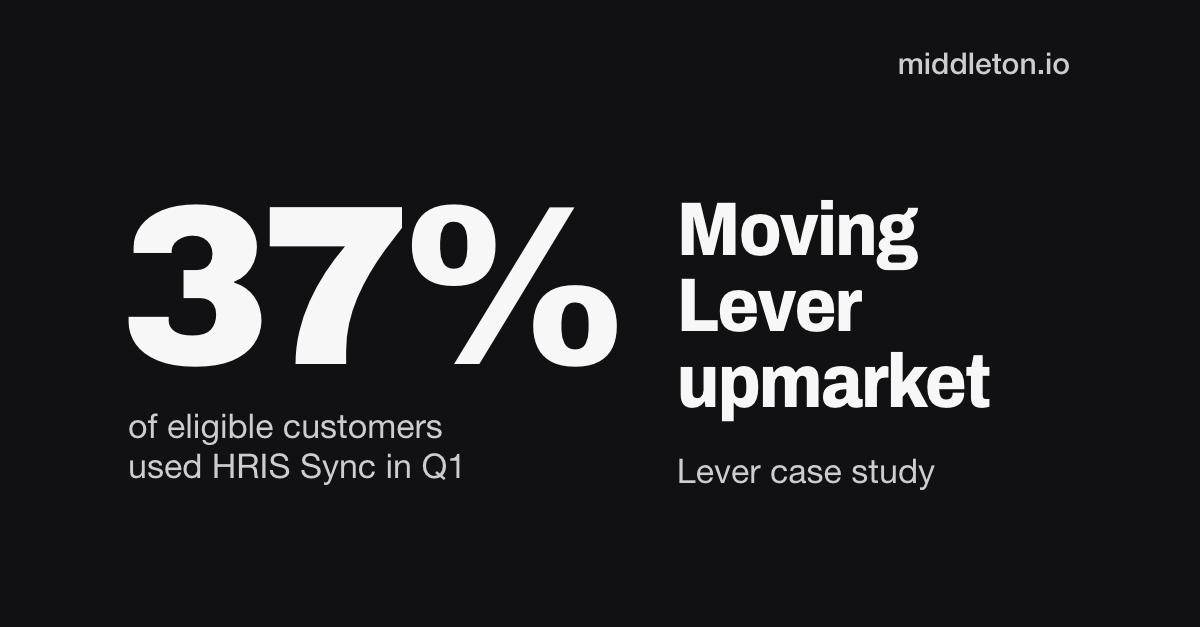 middleton.io
37%
of eligible customers
used HRIS Sync in Q1
Moving
Lever
upmarket
Lever case study